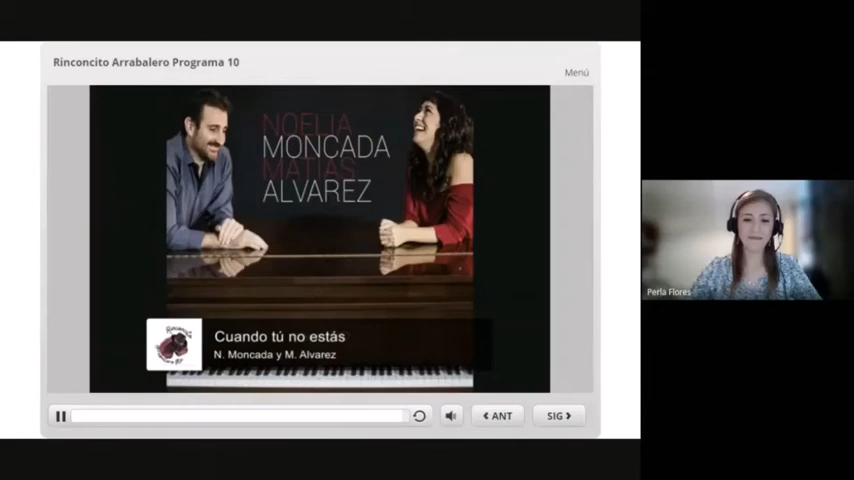 Rinconcito Arrabalero Programa 10
Menú
NOELIA
MONCADA
MATIAS
ALVAREZ
Cuando tú no estás
N. Moncada y M. Alvarez
ANT
SIG
Perla Flores